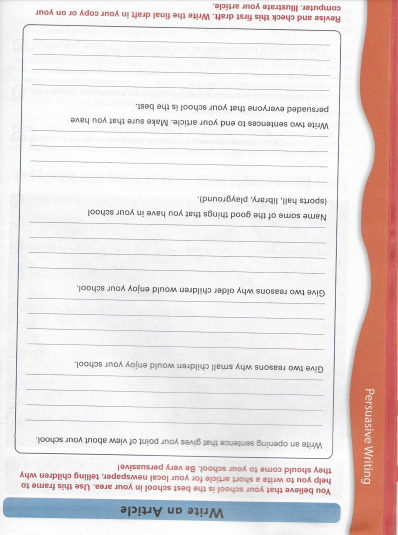 Write an Article
You believe that your school is the best school in your area. Use this frame to
help you to write a short article for your local newspaper, telling children why
they should come to your school. Be very persuasive!
Write an opening sentence that gives your point of view about your school.
Give two reasons why small children would enjoy your school.
Give two reasons why older children would enjoy your school.
Name some of the good things that you have in your school
(sports hall, library, playground).
Write two sentences to end your article. Make sure that you have
persuaded everyone that your school is the best.
Revise and check this first draft. Write the final draft in your copy or on your
computer. Illustrate your article.
Persuasive Writing